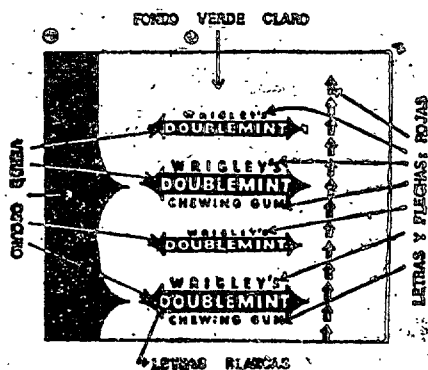 FONDO VERDE CLARO
WRIGLEY'S
DOUBLEMINT
WRIGLEY'S
DOUBLEMINT
CHEWING GUM
WRIGLEY'S
DOUBLEMINT
WRIGLEY'S
DOUBLEMINT
CHEWING GUM
VERDE OSCURO
LETRAS Y FLECHAS: ROJAS
LETRAS BLANCAS